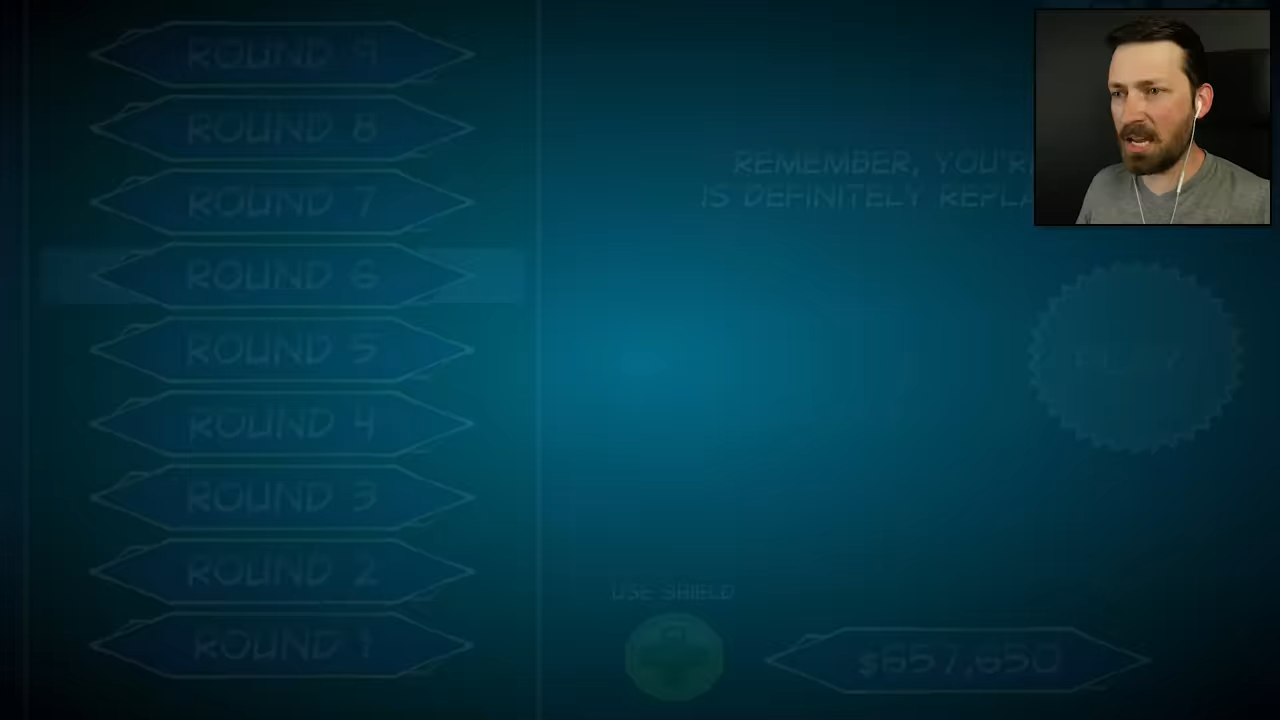 ROUND 9
ROUND 8
ROUND 7
ROUND 6
ROUND 5
ROUND 4
ROUND 3
ROUND 2
ROUND 1
REMEMBER, YOU'R
IS DEFINITELY REPLA
PLAY
USE SHIELD
$657,650